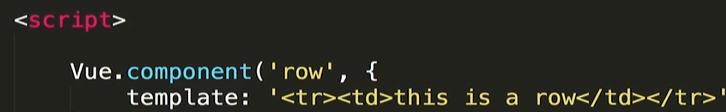 <script>
Vue.component('row', {
template: '<tr><td>this is a row</td></tr>'